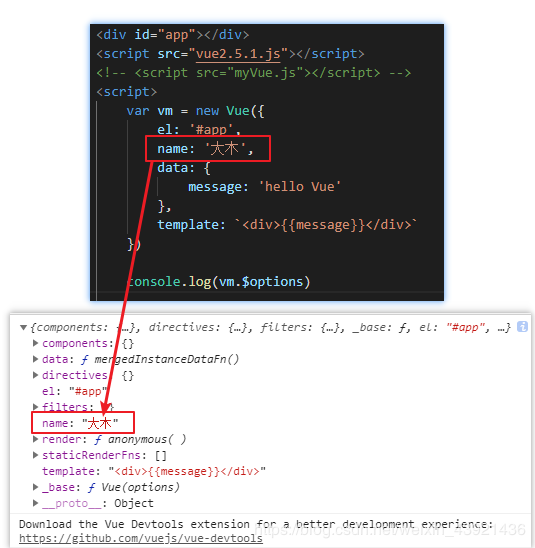 <div id="app"></div>
<script src="vue2.5.1.js"></script>
<!-- <script src="myVue.js"></script> -->
<script>
var vm = new Vue({
el: '#app',
name: '大木',
data: {
message: 'hello Vue'
},
template: `<div>{{message}}</div>`
})
console.log(vm.$options)
▼{components: {…}, directives: {…}, filters: {…}, _base: ƒ, el: "#app", …} i
▶components: {}
▶data: ƒ mergedInstanceDataFn()
▶directives: {}
el: "#app"
▶filters: {}
name: "大木"
▶render: ƒ anonymous( )
▶staticRenderFns: []
template: "<div>{{message}}</div>"
▶_base: ƒ Vue(options)
▶__proto__: Object
Download the Vue Devtools extension for a better development experience:
https://github.com/vuejs/vue-devtools
https://blog.csdn.net/weixin_43921436